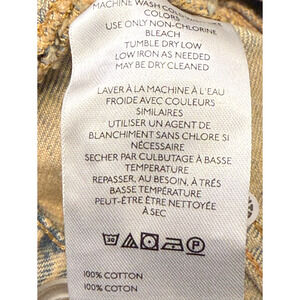 MACHINE WASH COLD
COLORS
USE ONLY NON-CHLORINE
BLEACH
TUMBLE DRY LOW
LOW IRON AS NEEDED
MAY BE DRY CLEANED
LAVER À LA MACHINE À L'EAU
FROIDE AVEC COULEURS
SIMILAIRES
UTILISER UN AGENT DE
BLANCHIMENT SANS CHLORE SI
NÉCESSAIRE
SECHER PAR CULBUTAGE À BASSE
TEMPERATURE
REPASSER, AU BESOIN, À TRÉS
BASSE TEMPÉRATURE
PEUT-ÊTRE ÊTRE NETTOYÉE
À SEC
30 P
100% COTTON
100% COTON